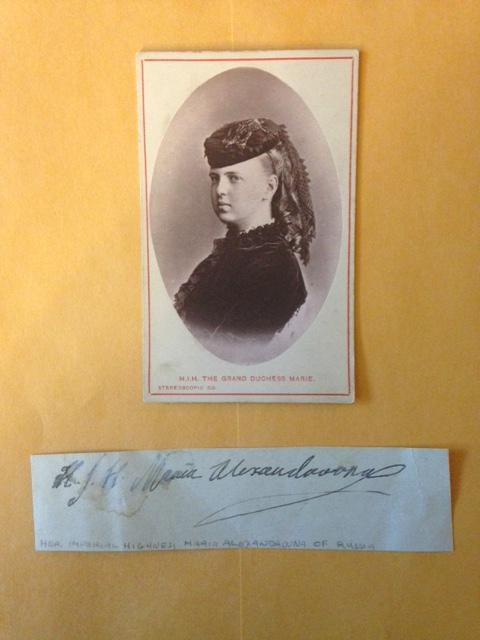 H.I.H. THE GRAND DUCHESS MARIE.
STEREOSCOPIC CO.
H. I. H. Maria Alexandrovna
HER IMPERIAL HIGHNESS MARIA ALEXANDROVNA OF RUSSIA